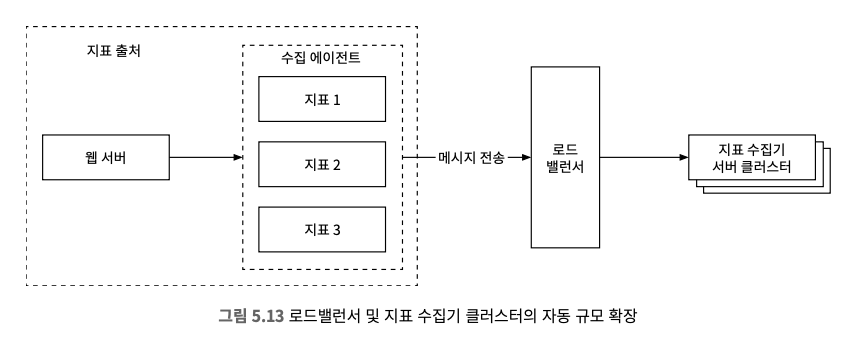 지표 출처
수집 에이전트
지표 1
웹 서버
지표 2
지표 3
메시지 전송
로드
밸런서
지표 수집기
서버 클러스터
그림 5.13 로드밸런서 및 지표 수집기 클러스터의 자동 규모 확장